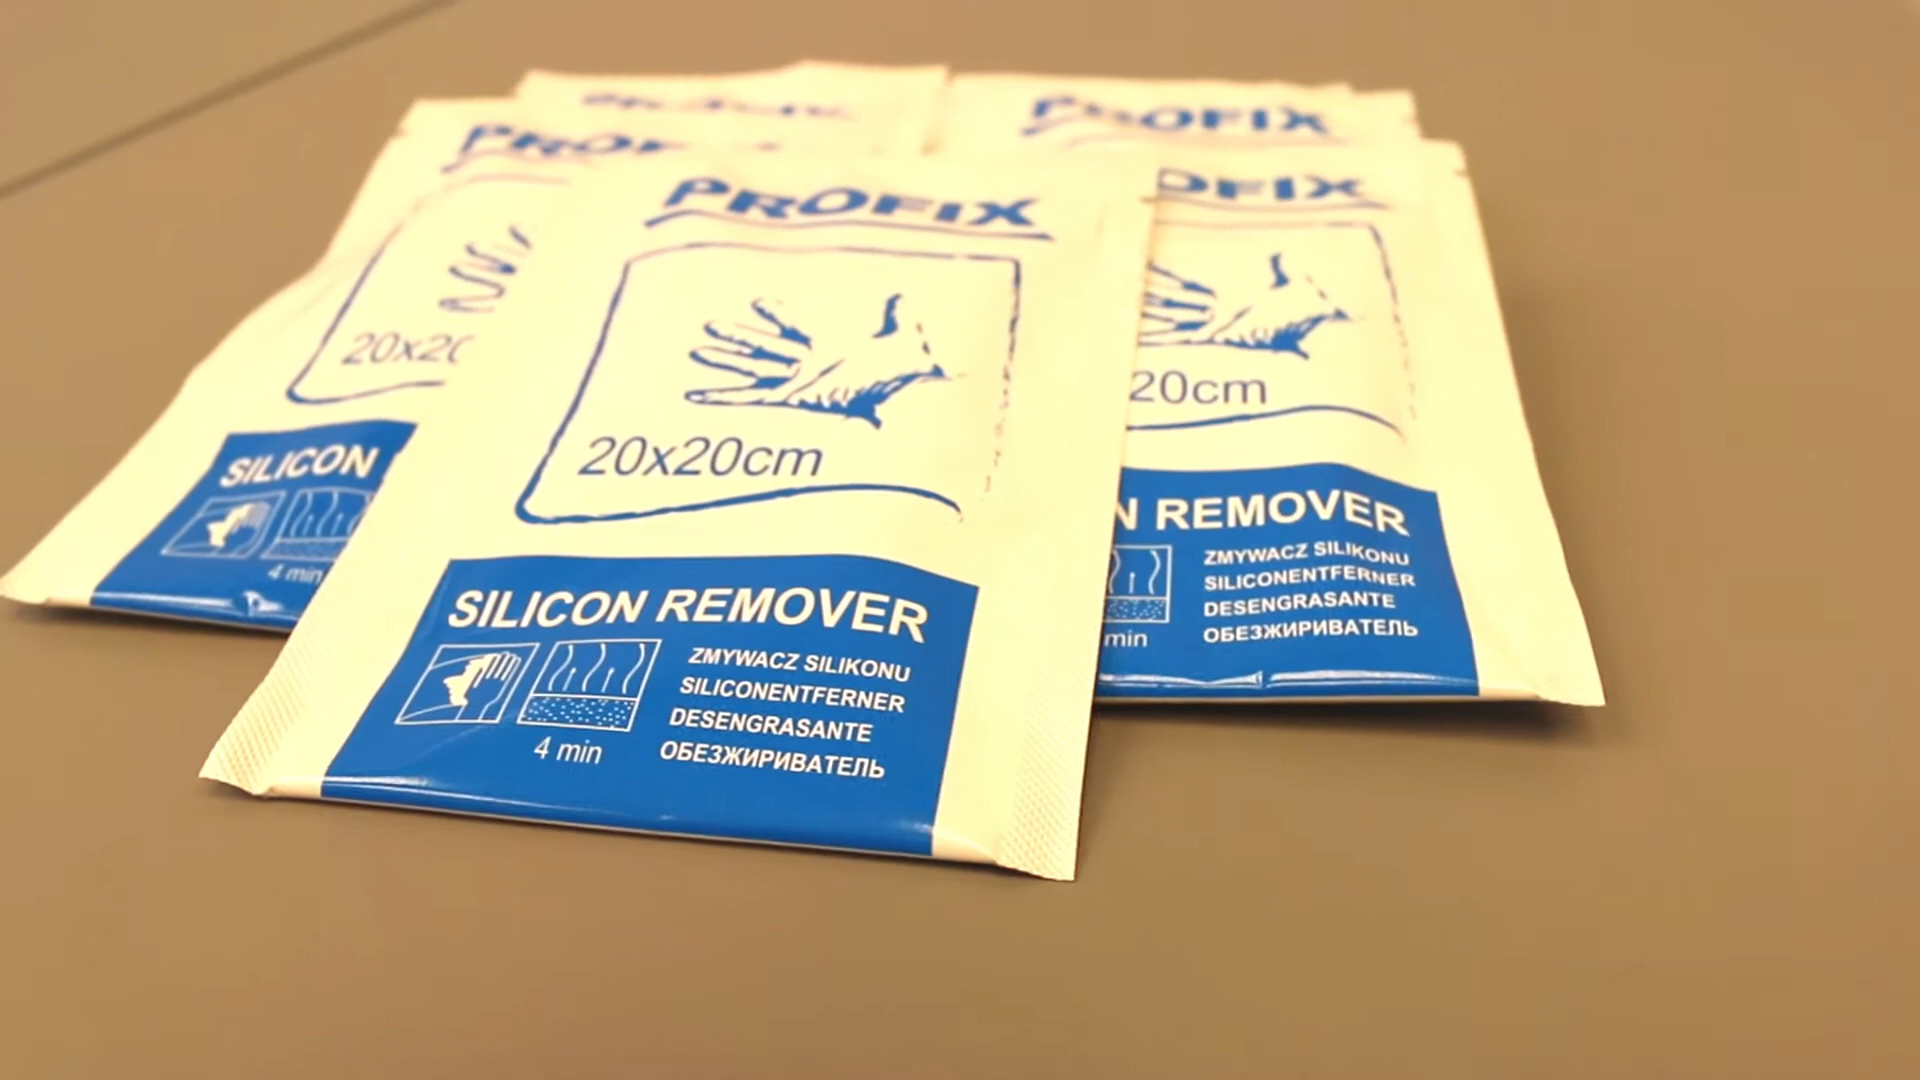 PROFIX
PROFIX
OFIX
PROFIX
20x20
20cm
20x20cm
SILICON
4 min
N REMOVER
ZMYWACZ SILIKONU
SILICONENTFERNER
DESENGRASANTE
ОБЕЗЖИРИВАТЕЛЬ
min
SILICON REMOVER
ZMYWACZ SILIKONU
SILICONENTFERNER
DESENGRASANTE
ОБЕЗЖИРИВАТЕЛЬ
4 min